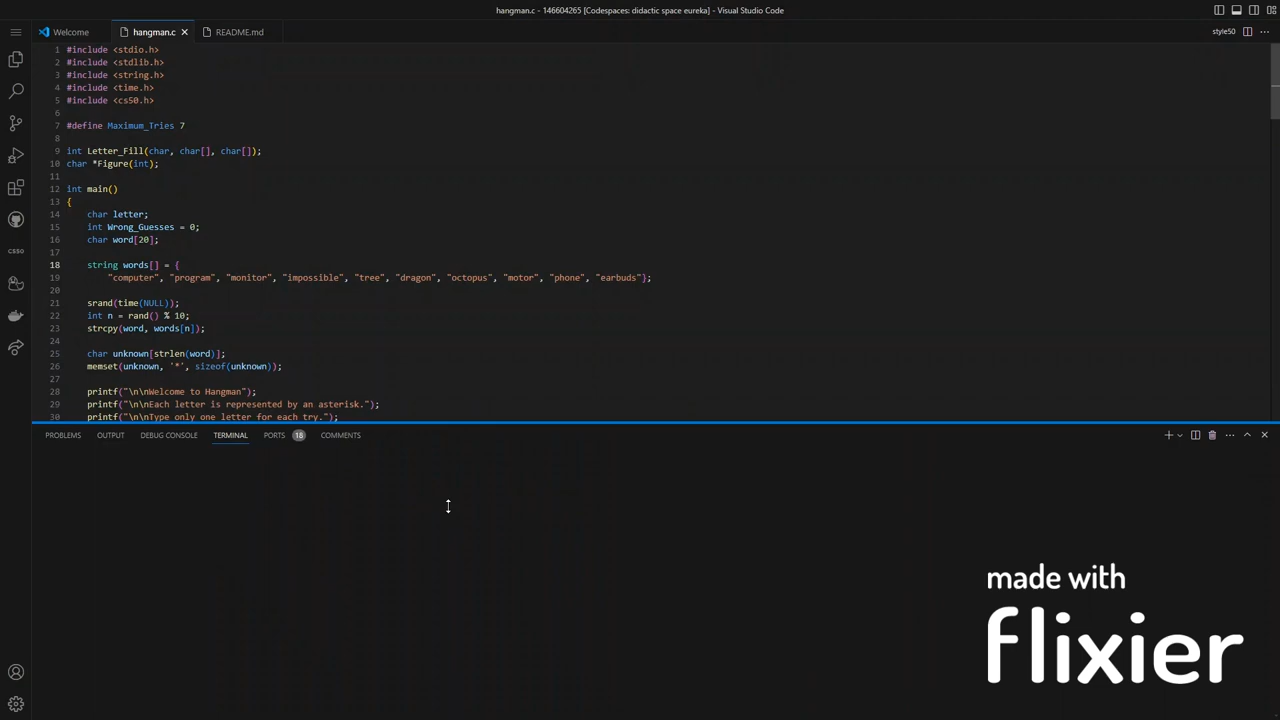 hangman.c - 146604265 [Codespaces: didactic space eureka] - Visual Studio Code
Welcome
hangman.c
README.md
style50
1 #include <stdio.h>
2 #include <stdlib.h>
3 #include <string.h>
4 #include <time.h>
5 #include <cs50.h>
6
7 #define Maximum_Tries 7
8
9 int Letter_Fill(char, char[], char[]);
10 char *Figure(int);
11
12 int main()
13 {
14 char letter;
15 int Wrong_Guesses = 0;
16 char word[20];
17
18 string words[] = {
19 "computer", "program", "monitor", "impossible", "tree", "dragon", "octopus", "motor", "phone", "earbuds"};
20
21 srand(time(NULL));
22 int n = rand() % 10;
23 strcpy(word, words[n]);
24
25 char unknown[strlen(word)];
26 memset(unknown, '*', sizeof(unknown));
27
28 printf("\n\nWelcome to Hangman");
29 printf("\n\nEach letter is represented by an asterisk.");
30 printf("\n\nType only one letter for each try.");
CS50
PROBLEMS OUTPUT DEBUG CONSOLE TERMINAL PORTS 18 COMMENTS
made with
flixier